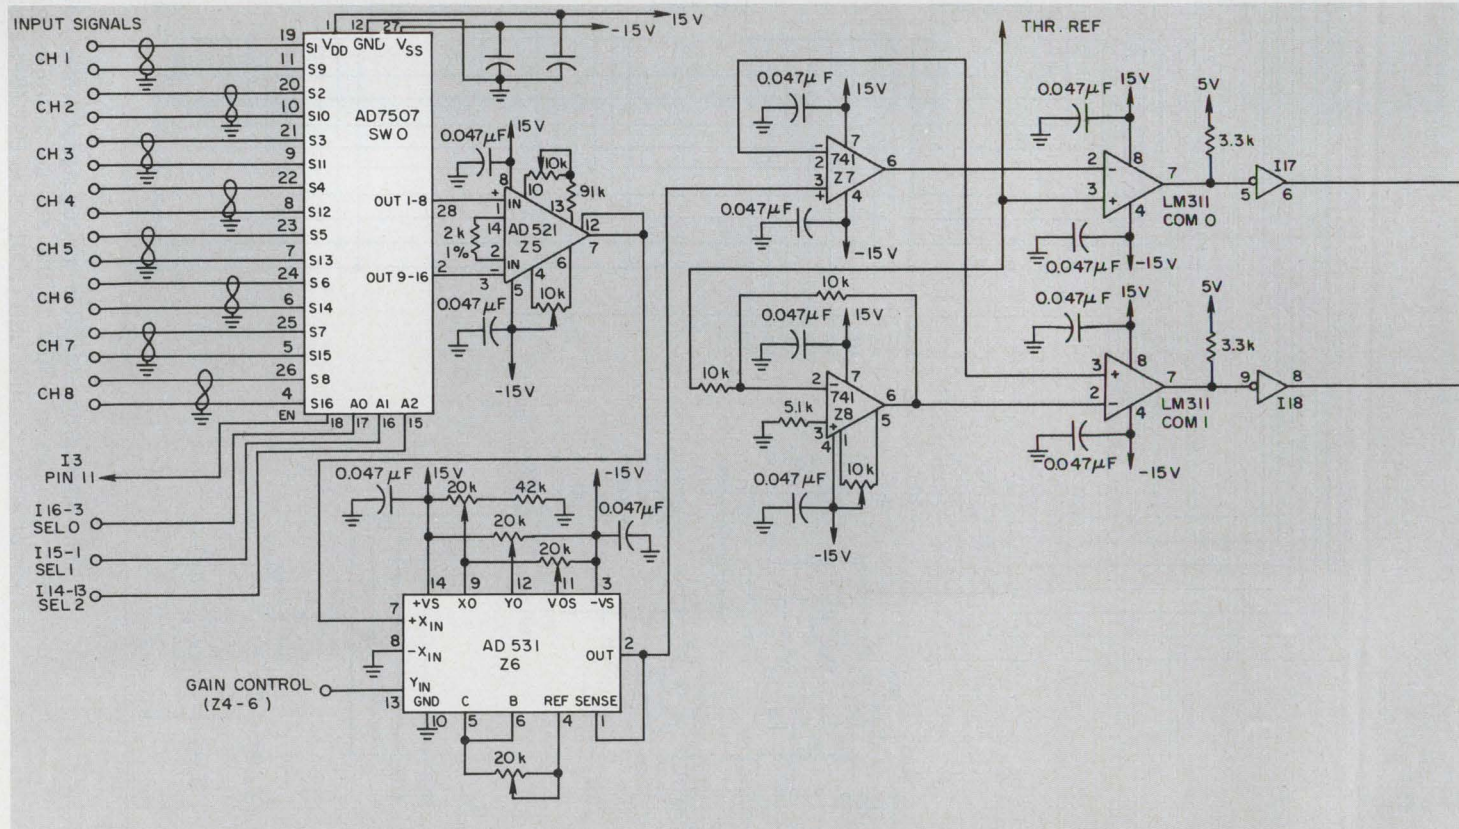 INPUT SIGNALS
CH 1
CH 2
CH 3
CH 4
CH 5
CH 6
CH 7
CH 8
19
11
20
10
21
9
22
8
23
7
24
6
25
5
26
4
1 12 27
S1 VDD GND VSS
S9
S2
S10
S3
S11
S4
S12
S5
S13
S6
S14
S7
S15
S8
S16
AD7507
SW 0
OUT 1-8
28
OUT 9-16
2
EN A0 A1 A2
18 17 16 15
I3
PIN 11
I16-3
SEL 0
I15-1
SEL 1
I14-13
SEL 2
15 V
-15 V
0.047µF
15V
8
+
IN
1
14
2k
1%
2
IN
-
3
10k
10
91k
13
12
AD 521
Z5
7
4
6
5
10k
0.047µF
-15V
0.047µF
15V
20k
42k
-15V
0.047µF
20k
20k
14 9 12 11 3
+VS XO YO VOS -VS
7
+XIN
8
-XIN
AD 531
Z6
OUT
2
GAIN CONTROL
(Z4-6)
YIN
13
GND C B REF SENSE
10 5 6 4 1
20k
THR. REF
0.047µF
15V
-
2
3
+
7
741
Z7
6
4
0.047µF
-15V
10k
0.047µF
15V
10k
2
-
7
741
Z8
6
5.1k
3
+
4
1
5
10k
0.047µF
-15V
0.047µF
15V
5V
3.3k
2
-
3
+
8
7
LM311
COM 0
4
0.047µF
-15V
I17
5
6
0.047µF
15V
5V
3.3k
3
+
2
-
8
7
LM311
COM 1
4
0.047µF
-15V
9
8
I18